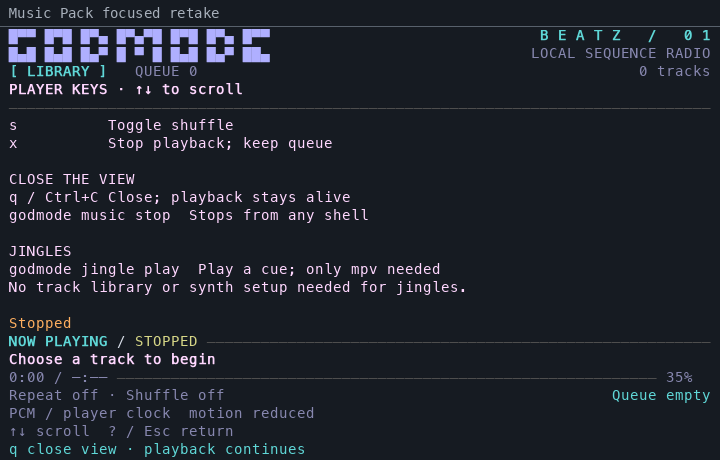 Music Pack focused retake
GODMODE
B E A T Z / 0 1
LOCAL SEQUENCE RADIO
[ LIBRARY ] QUEUE 0 0 tracks
PLAYER KEYS · ↑↓ to scroll
s Toggle shuffle
x Stop playback; keep queue
CLOSE THE VIEW
q / Ctrl+C Close; playback stays alive
godmode music stop Stops from any shell
JINGLES
godmode jingle play Play a cue; only mpv needed
No track library or synth setup needed for jingles.
Stopped
NOW PLAYING / STOPPED
Choose a track to begin
0:00 / —:—— 35%
Repeat off · Shuffle off Queue empty
PCM / player clock motion reduced
↑↓ scroll ? / Esc return
q close view · playback continues